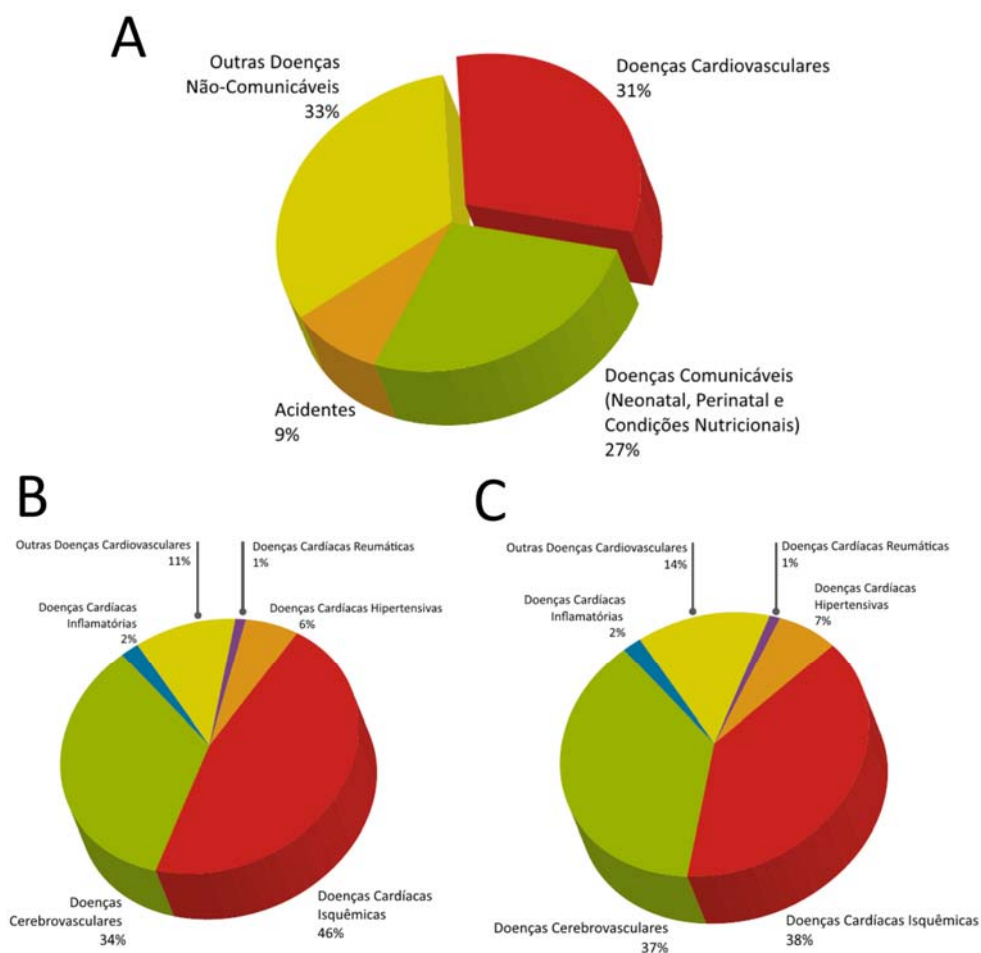 A
Outras Doenças
Não-Comunicáveis
33%
Doenças Cardiovasculares
31%
Acidentes
9%
Doenças Comunicáveis
(Neonatal, Perinatal e
Condições Nutricionais)
27%
B
Outras Doenças Cardiovasculares
11%
Doenças Cardíacas Reumáticas
1%
Doenças Cardíacas
Inflamatórias
2%
Doenças Cardíacas Hipertensivas
6%
Doenças
Cerebrovasculares
34%
Doenças Cardíacas
Isquêmicas
46%
C
Outras Doenças Cardiovasculares
14%
Doenças Cardíacas Reumáticas
1%
Doenças Cardíacas
Inflamatórias
2%
Doenças Cardíacas
Hipertensivas
7%
Doenças Cerebrovasculares
37%
Doenças Cardíacas Isquêmicas
38%